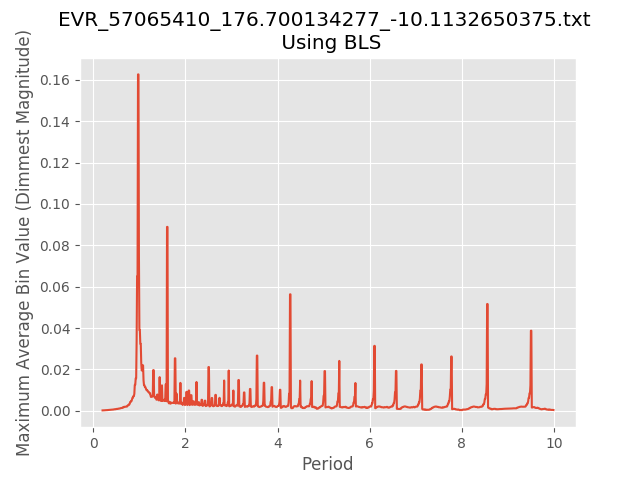 EVR_57065410_176.700134277_-10.1132650375.txt
Using BLS
Maximum Average Bin Value (Dimmest Magnitude)
0.16
0.14
0.12
0.10
0.08
0.06
0.04
0.02
0.00
0 2 4 6 8 10
Period